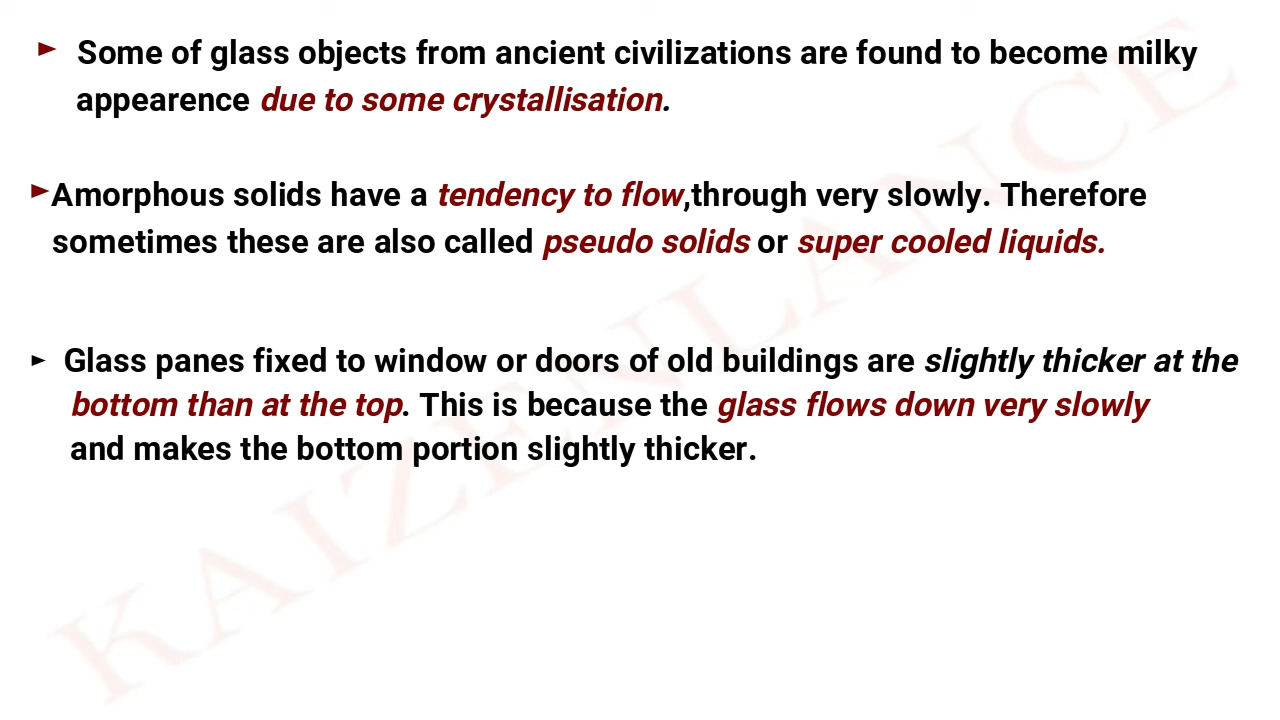 ► Some of glass objects from ancient civilizations are found to become milky
appearence due to some crystallisation.
►Amorphous solids have a tendency to flow,through very slowly. Therefore
sometimes these are also called pseudo solids or super cooled liquids.
► Glass panes fixed to window or doors of old buildings are slightly thicker at the
bottom than at the top. This is because the glass flows down very slowly
and makes the bottom portion slightly thicker.
KAIZENLANCE